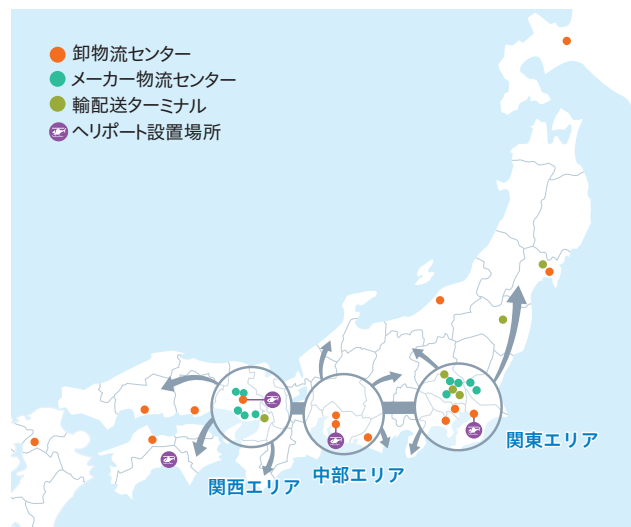 卸物流センター
メーカー物流センター
輸配送ターミナル
ヘリポート設置場所
関東エリア
中部エリア
関西エリア